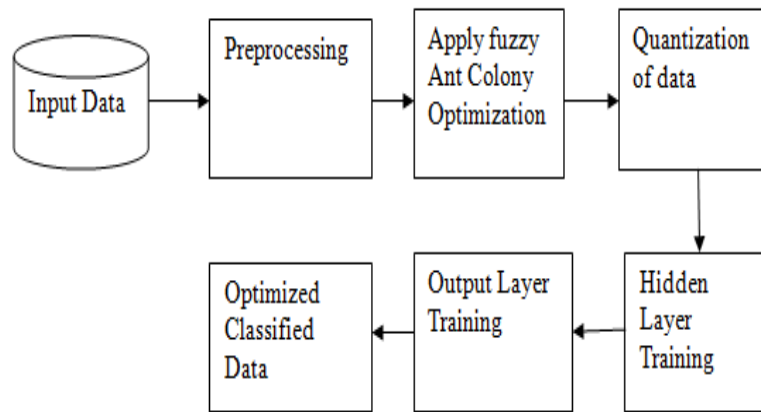 Input Data
Preprocessing
Apply fuzzy
Ant Colony
Optimization
Quantization
of data
Hidden
Layer
Training
Output Layer
Training
Optimized
Classified
Data